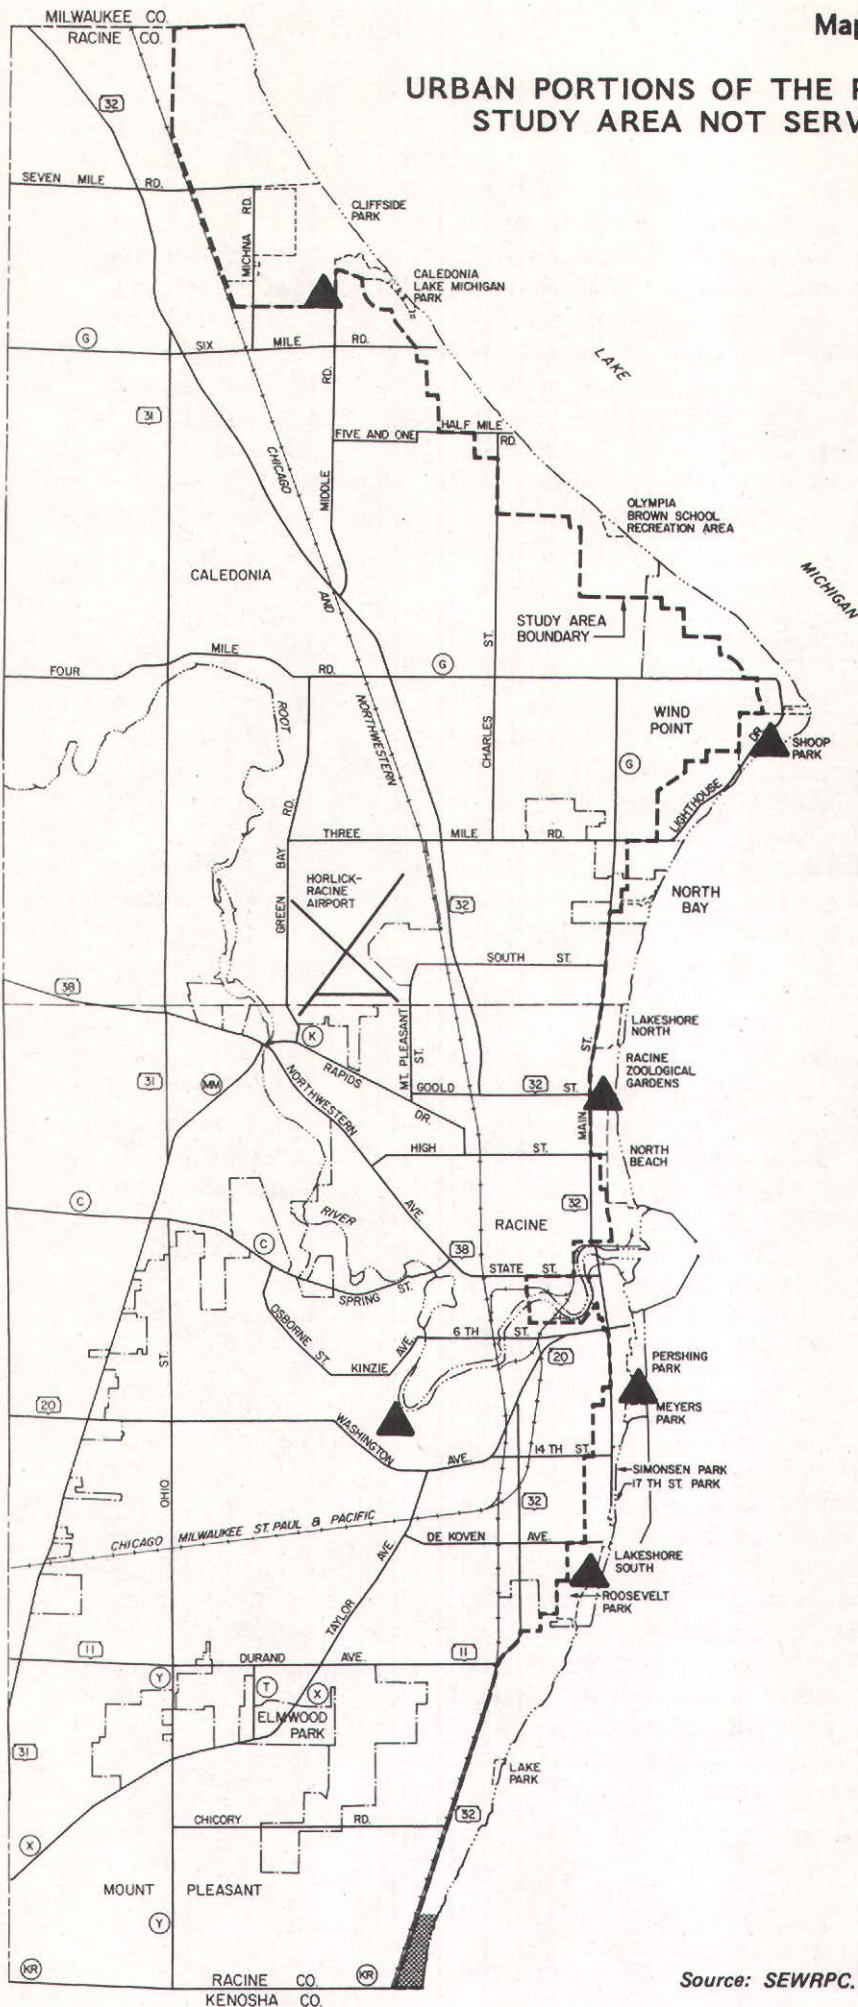 Map
URBAN PORTIONS OF THE
STUDY AREA NOT SERV
MILWAUKEE CO.
RACINE CO.
32
SEVEN MILE RD.
MICHNA RD.
CLIFFSIDE
PARK
CALEDONIA
LAKE MICHIGAN
PARK
G
SIX MILE RD.
LAKE
31
FIVE AND ONE HALF MILE RD.
MIDDLE RD.
CHICAGO AND NORTHWESTERN
OLYMPIA
BROWN SCHOOL
RECREATION AREA
MICHIGAN
CALEDONIA
STUDY AREA
BOUNDARY
FOUR MILE RD.
G
CHARLES ST.
ROOT
WIND
POINT
SHOOP
PARK
G
LIGHTHOUSE DR.
THREE MILE RD.
GREEN BAY RD.
HORLICK-
RACINE
AIRPORT
32
NORTH
BAY
SOUTH ST.
38
LAKESHORE
NORTH
K
MT. PLEASANT ST.
RACINE
ZOOLOGICAL
GARDENS
31
MM
RAPIDS DR.
GOOLD ST.
32
MAIN ST.
NORTHWESTERN AVE.
HIGH ST.
NORTH
BEACH
C
RIVER
RACINE
32
C
38
STATE ST.
SPRING ST.
OSBORNE ST.
6 TH ST.
KINZIE AVE.
20
PERSHING
PARK
MEYERS
PARK
20
WASHINGTON AVE.
14 TH ST.
SIMONSEN PARK
17 TH ST. PARK
OHIO ST.
32
CHICAGO MILWAUKEE ST. PAUL & PACIFIC
DE KOVEN AVE.
LAKESHORE
SOUTH
ROOSEVELT
PARK
TAYLOR AVE.
11
DURAND AVE.
11
Y
T
X
ELMWOOD
PARK
31
LAKE
PARK
32
CHICORY RD.
X
MOUNT PLEASANT
Y
KR
RACINE CO.
KR
KENOSHA CO.
Source: SEWRPC.